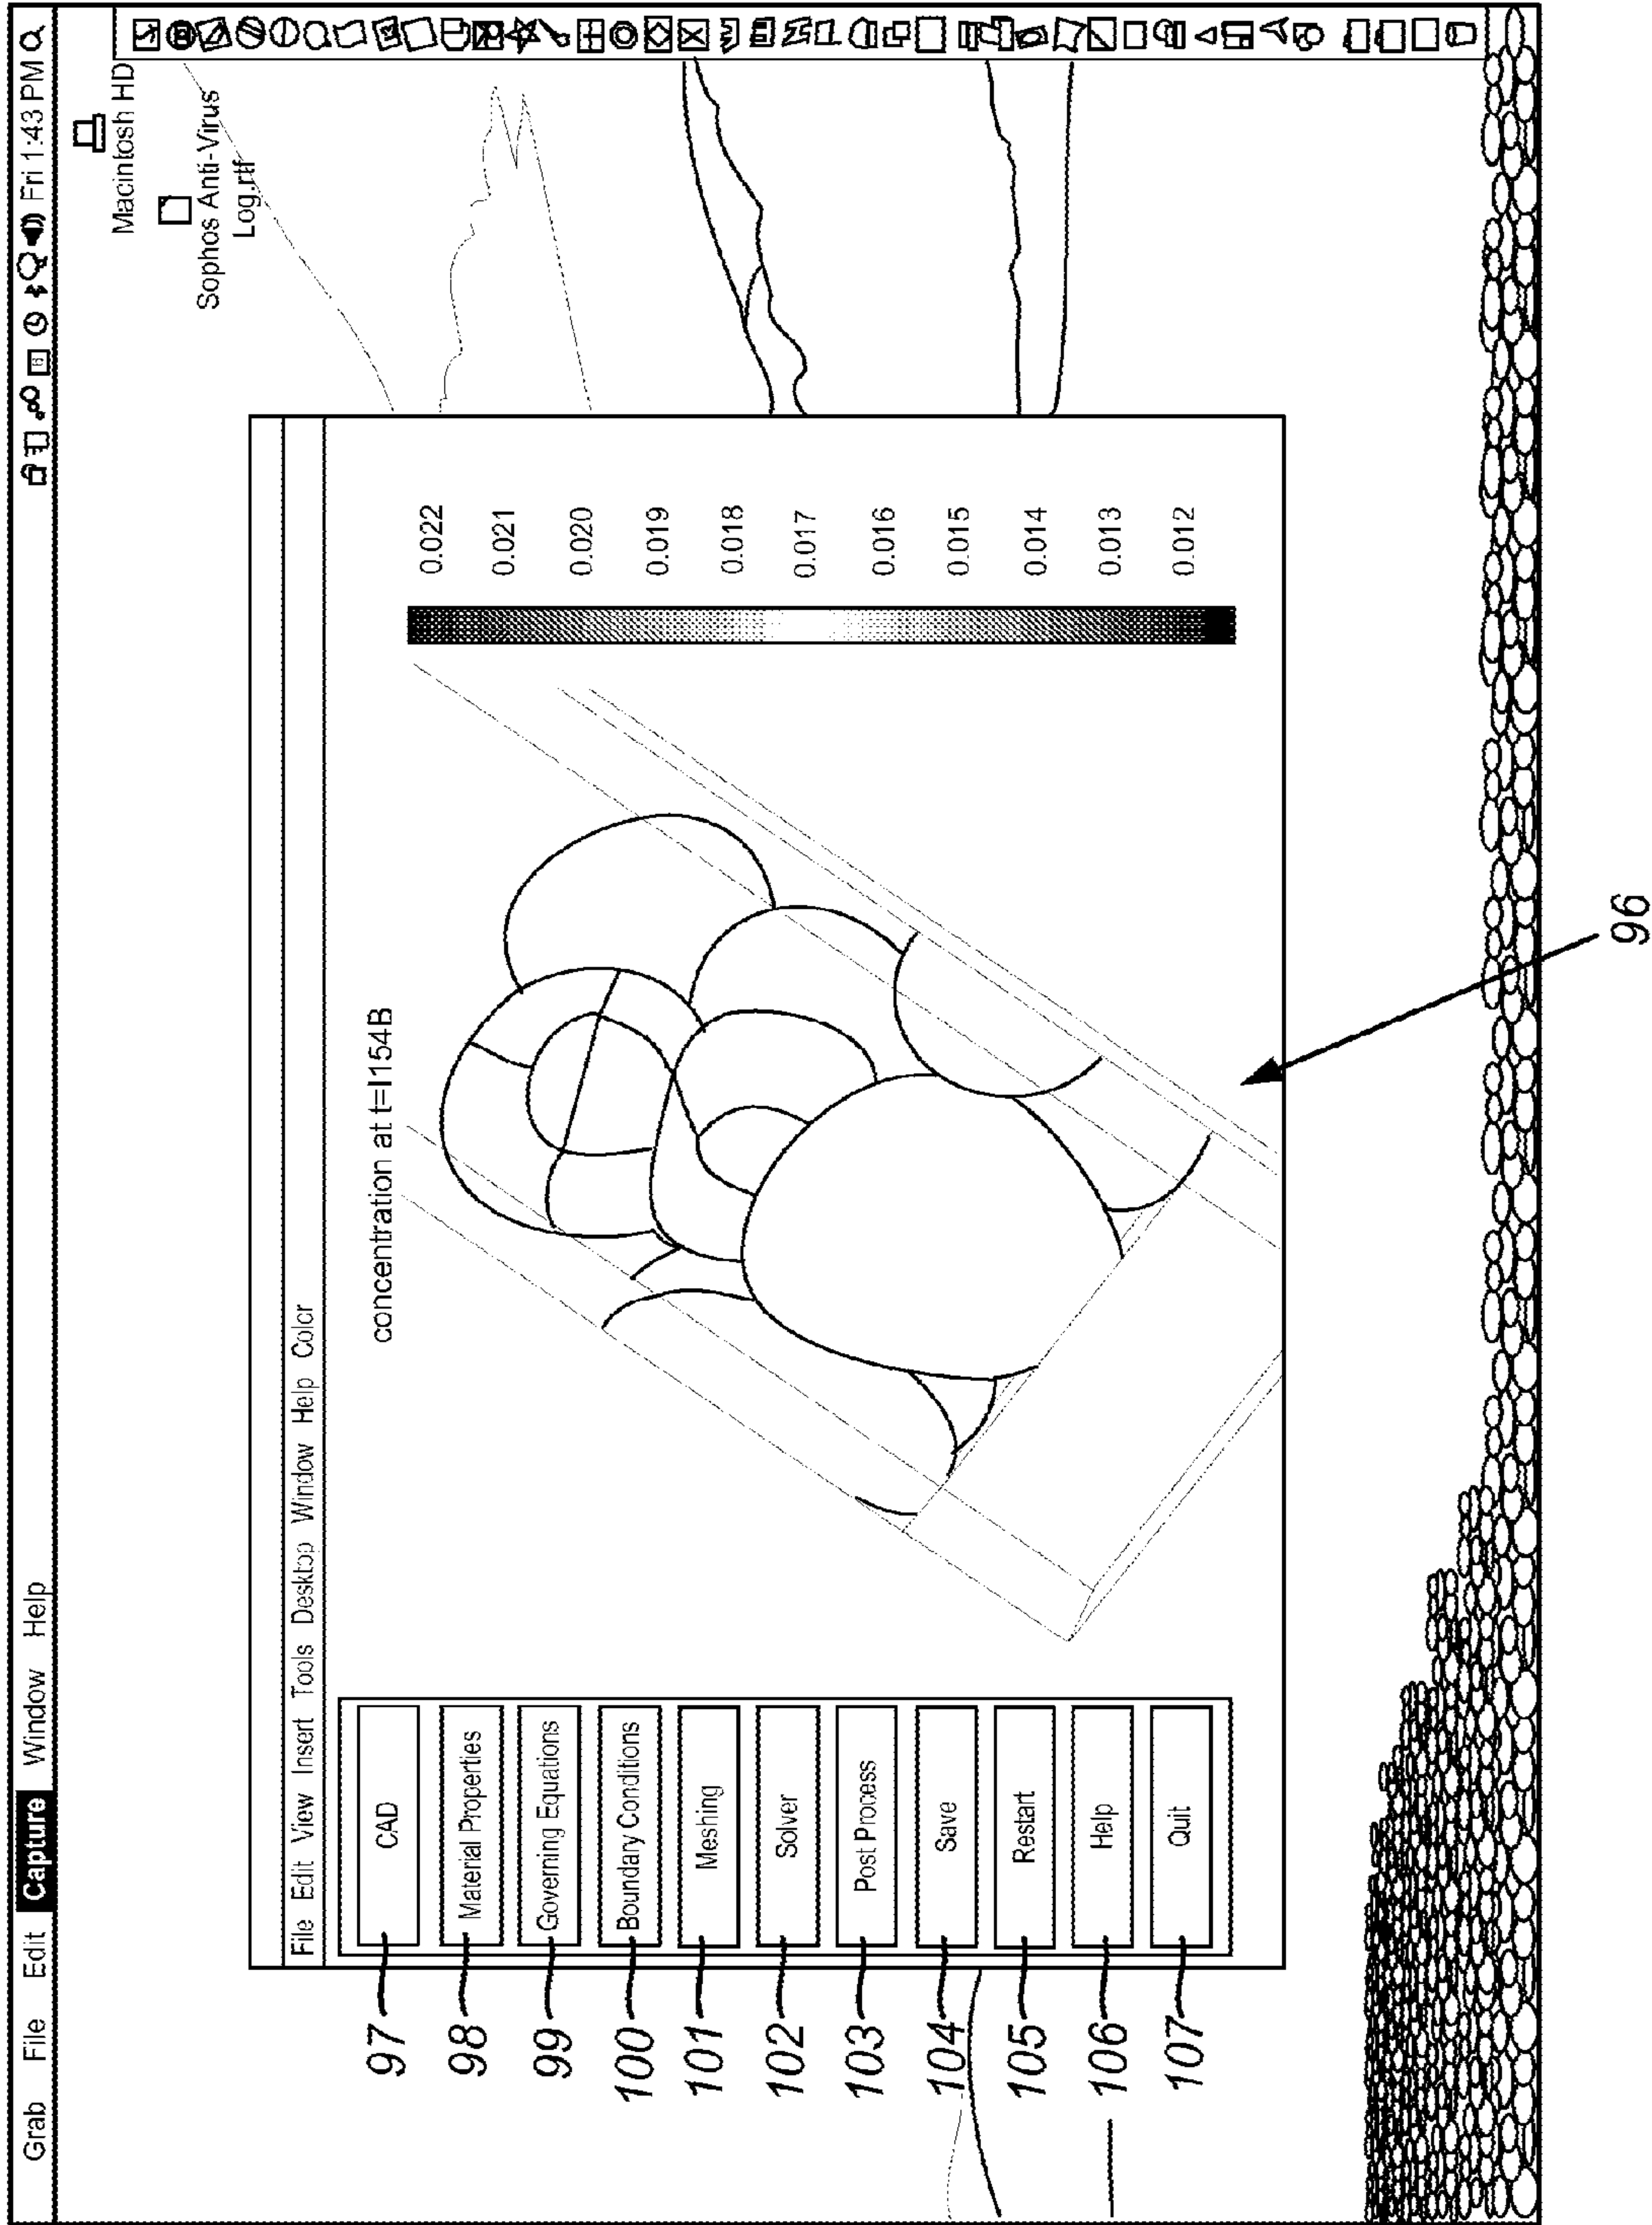 Grab File Edit Capture Window Help
Fri 1:43 PM
Macintosh HD
Sophos Anti-Virus
Log.rtf
File Edit View Insert Tools Desktop Window Help Color
concentration at t=I154B
97 CAD
98 Material Properties
99 Governing Equations
100 Boundary Conditions
101 Meshing
102 Solver
103 Post Process
104 Save
105 Restart
106 Help
107 Quit
0.022
0.021
0.020
0.019
0.018
0.017
0.016
0.015
0.014
0.013
0.012
96